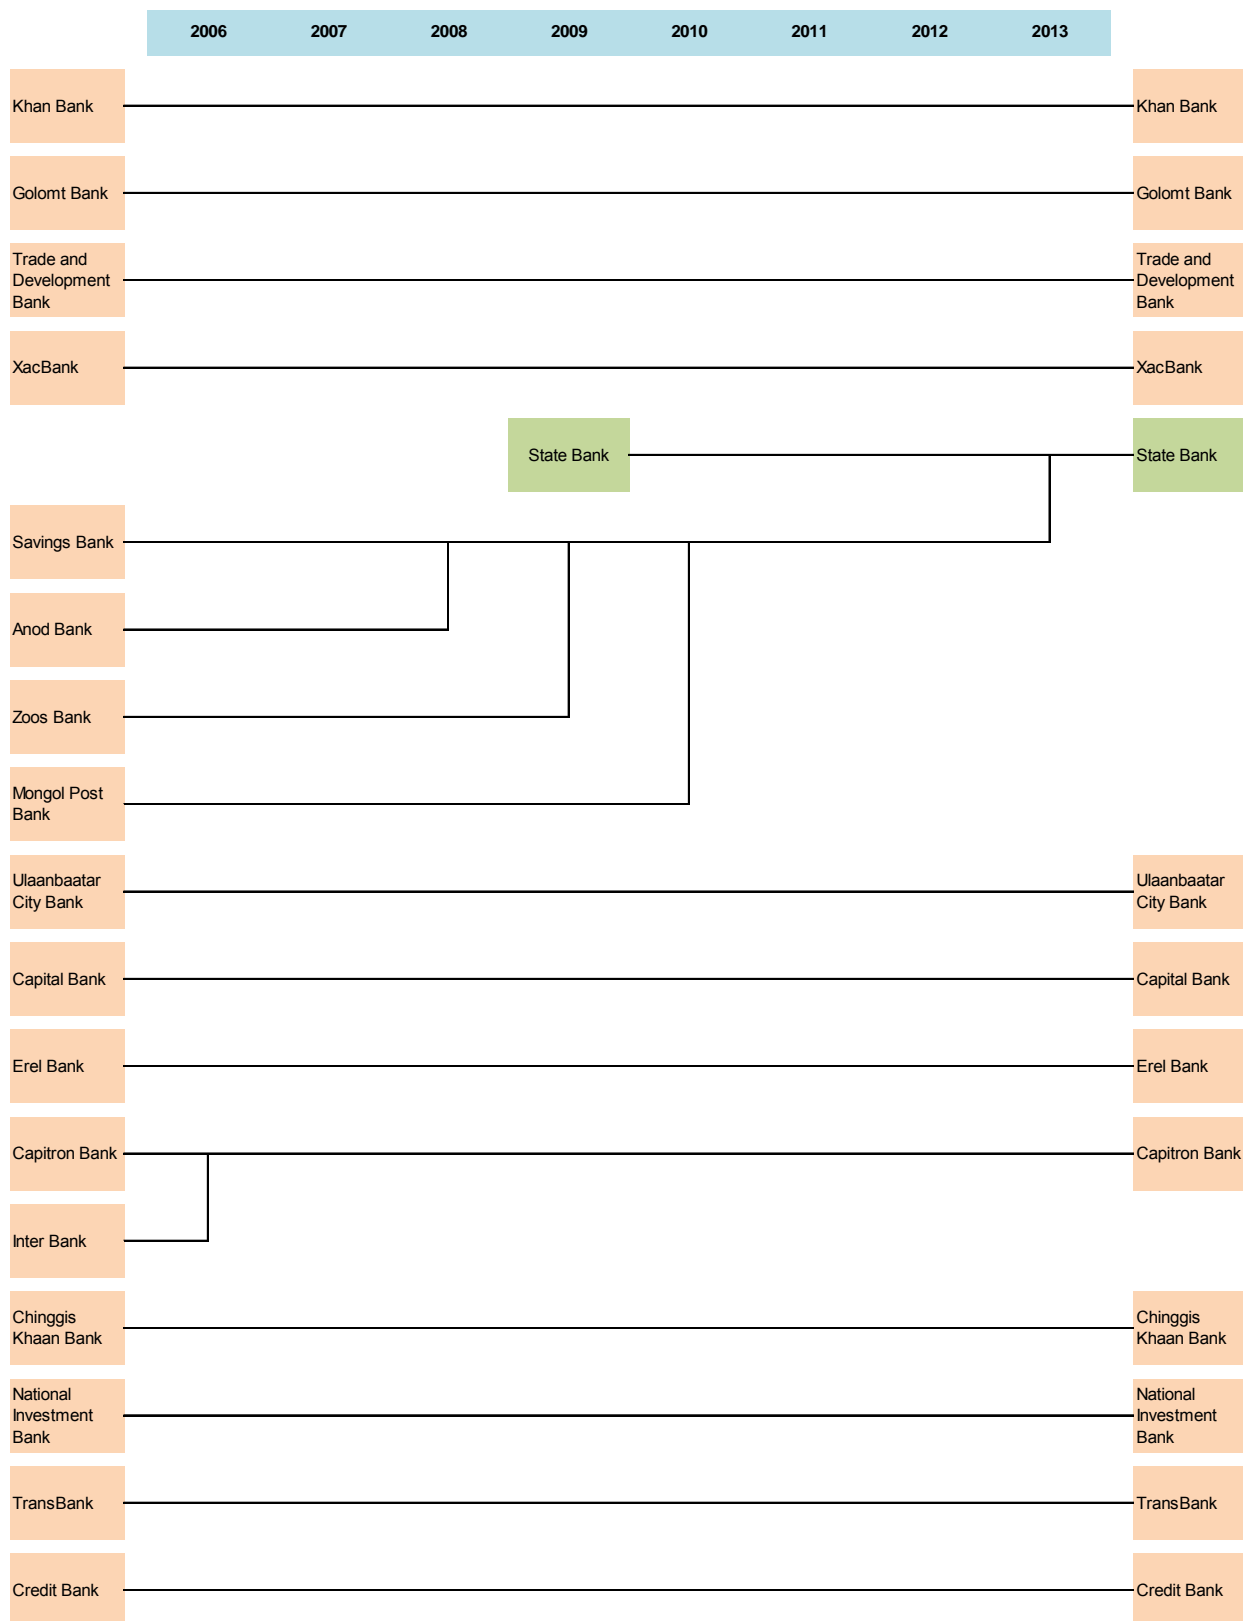 2006 2007 2008 2009 2010 2011 2012 2013
Khan Bank Khan Bank
Golomt Bank Golomt Bank
Trade and Trade and
Development Development
Bank Bank
XacBank XacBank
State Bank State Bank
Savings Bank
Anod Bank
Zoos Bank
Mongol Post
Bank
Ulaanbaatar Ulaanbaatar
City Bank City Bank
Capital Bank Capital Bank
Erel Bank Erel Bank
Capitron Bank Capitron Bank
Inter Bank
Chinggis Chinggis
Khaan Bank Khaan Bank
National National
Investment Investment
Bank Bank
TransBank TransBank
Credit Bank Credit Bank